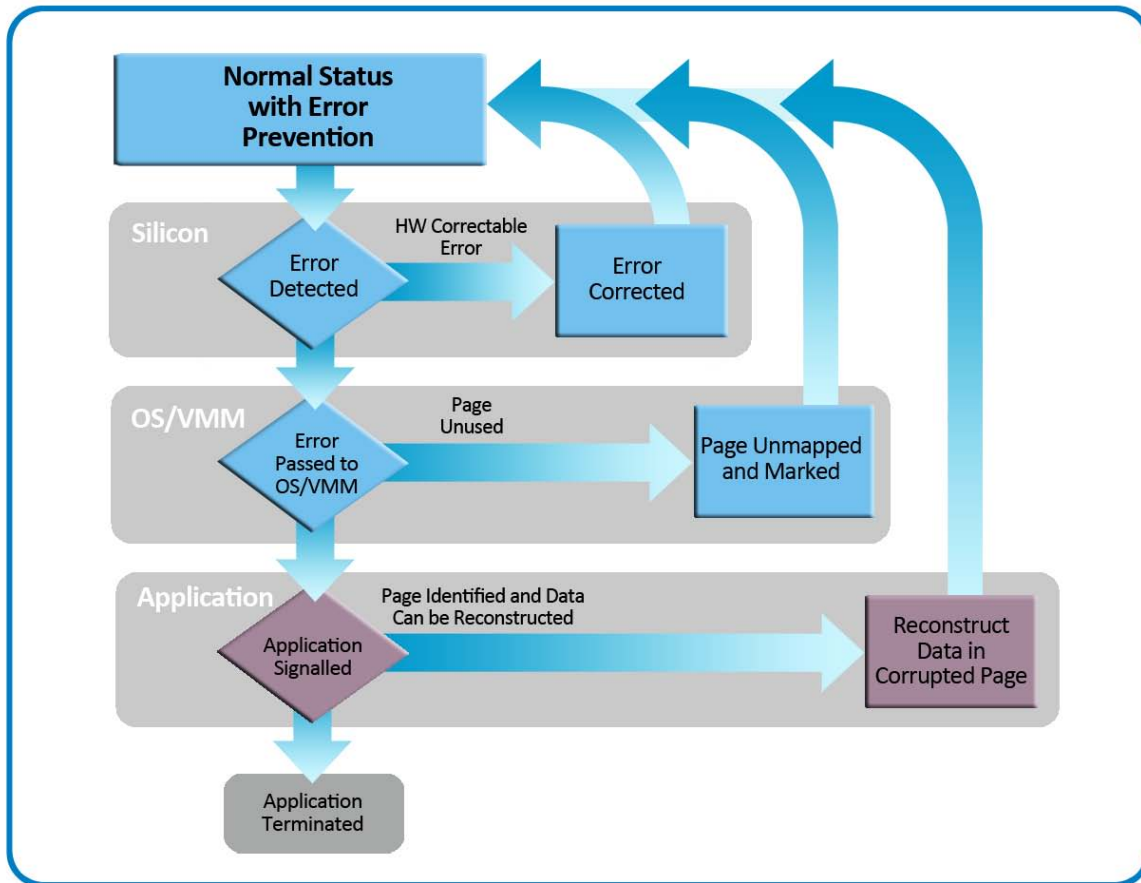 Normal Status
with Error
Prevention
Silicon
HW Correctable
Error
Error
Detected
Error
Corrected
OS/VMM
Page
Unused
Error
Passed to
OS/VMM
Page Unmapped
and Marked
Application
Page Identified and Data
Can be Reconstructed
Application
Signalled
Reconstruct
Data in
Corrupted Page
Application
Terminated